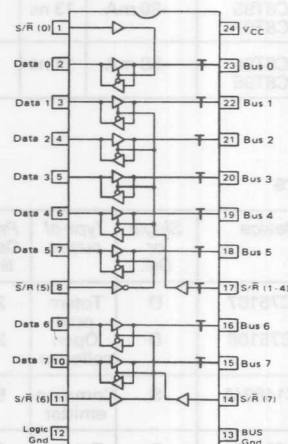 S/R̅ (0) 1
24 VCC
Data 0 2
23 Bus 0
Data 1 3
22 Bus 1
Data 2 4
21 Bus 2
Data 3 5
20 Bus 3
Data 4 6
19 Bus 4
Data 5 7
18 Bus 5
S̅/R (5) 8
17 S/R̅ (1-4)
Data 6 9
16 Bus 6
Data 7 10
15 Bus 7
S/R̅ (6) 11
14 S/R̅ (7)
Logic Gnd 12
13 BUS Gnd